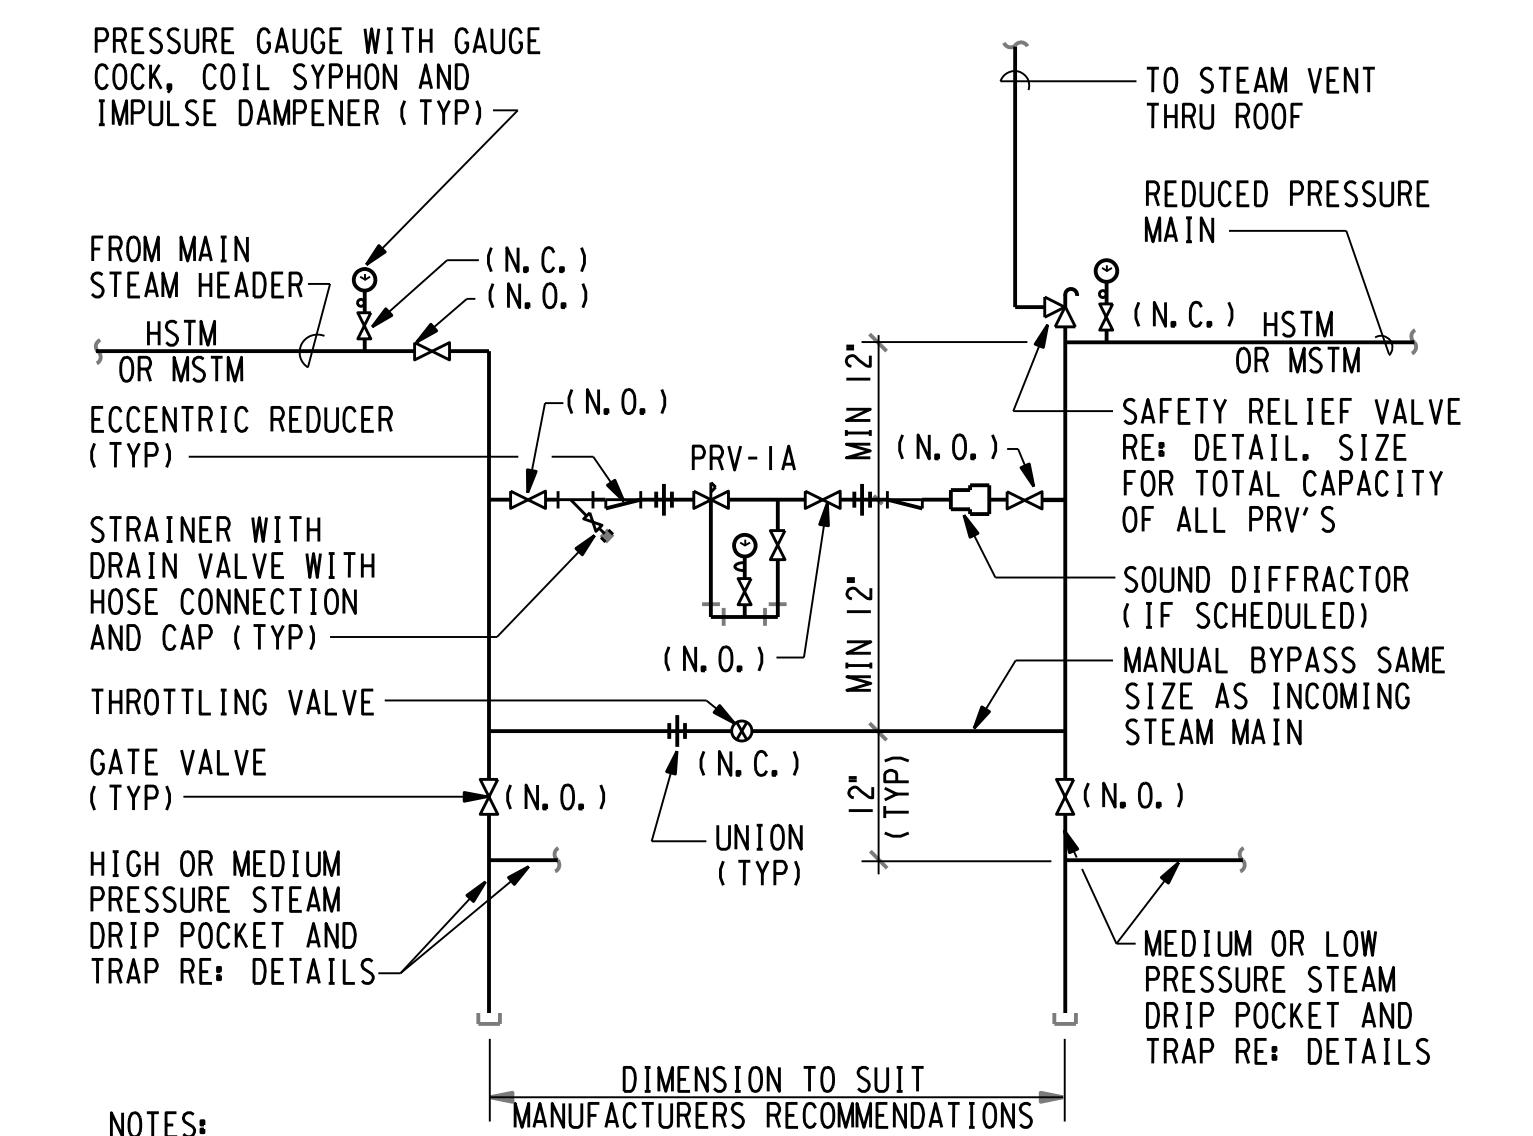 PRESSURE GAUGE WITH GAUGE
COCK, COIL SYPHON AND
IMPULSE DAMPENER (TYP)
TO STEAM VENT
THRU ROOF
REDUCED PRESSURE
MAIN
FROM MAIN
STEAM HEADER
(N.C.)
(N.O.)
HSTM
OR MSTM
(N.C.)
HSTM
OR MSTM
MIN 12"
ECCENTRIC REDUCER
(TYP)
(N.O.)
PRV-1A
(N.O.)
SAFETY RELIEF VALVE
RE: DETAIL. SIZE
FOR TOTAL CAPACITY
OF ALL PRV'S
STRAINER WITH
DRAIN VALVE WITH
HOSE CONNECTION
AND CAP (TYP)
(N.O.)
MIN 12"
SOUND DIFFRACTOR
(IF SCHEDULED)
MANUAL BYPASS SAME
SIZE AS INCOMING
STEAM MAIN
THROTTLING VALVE
(N.C.)
GATE VALVE
(TYP)
(N.O.)
UNION
(TYP)
12"
(TYP)
(N.O.)
HIGH OR MEDIUM
PRESSURE STEAM
DRIP POCKET AND
TRAP RE: DETAILS
MEDIUM OR LOW
PRESSURE STEAM
DRIP POCKET AND
TRAP RE: DETAILS
DIMENSION TO SUIT
MANUFACTURERS RECOMMENDATIONS
NOTES: